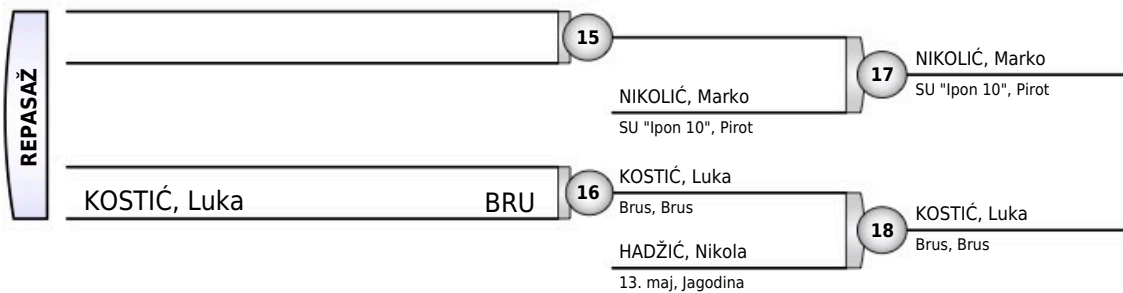 REPASAŽ
15
NIKOLIĆ, Marko
SU "Ipon 10", Pirot
17
NIKOLIĆ, Marko
SU "Ipon 10", Pirot
KOSTIĆ, Luka BRU
16
KOSTIĆ, Luka
Brus, Brus
HADŽIĆ, Nikola
13. maj, Jagodina
18
KOSTIĆ, Luka
Brus, Brus